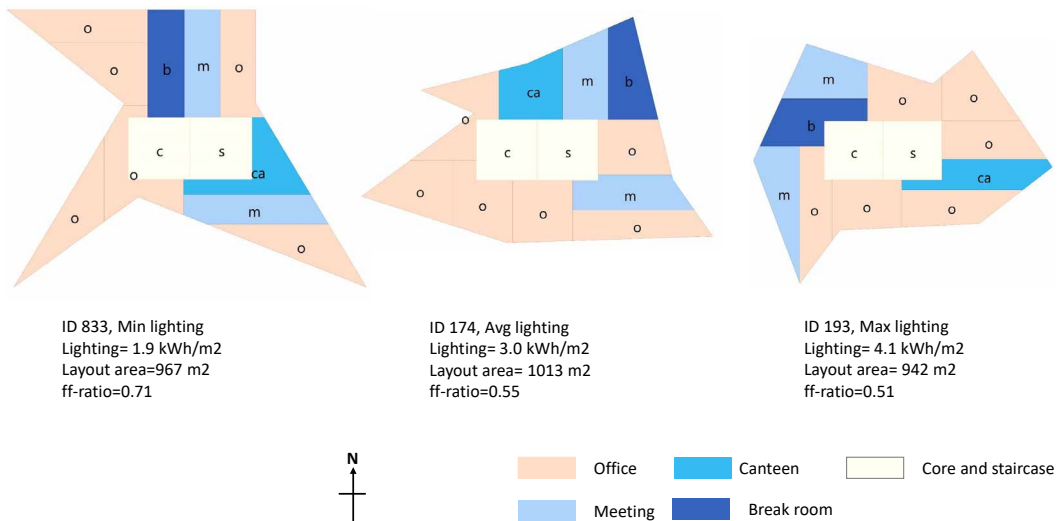 o
o
b
m
o
c
s
o
ca
o
m
o
ca
m
b
o
c
s
o
o
o
o
m
o
m
o
o
b
c
s
o
m
ca
o
o
o
ID 833, Min lighting
Lighting= 1.9 kWh/m2
Layout area=967 m2
ff-ratio=0.71
ID 174, Avg lighting
Lighting= 3.0 kWh/m2
Layout area= 1013 m2
ff-ratio=0.55
ID 193, Max lighting
Lighting= 4.1 kWh/m2
Layout area= 942 m2
ff-ratio=0.51
N
Office
Canteen
Core and staircase
Meeting
Break room